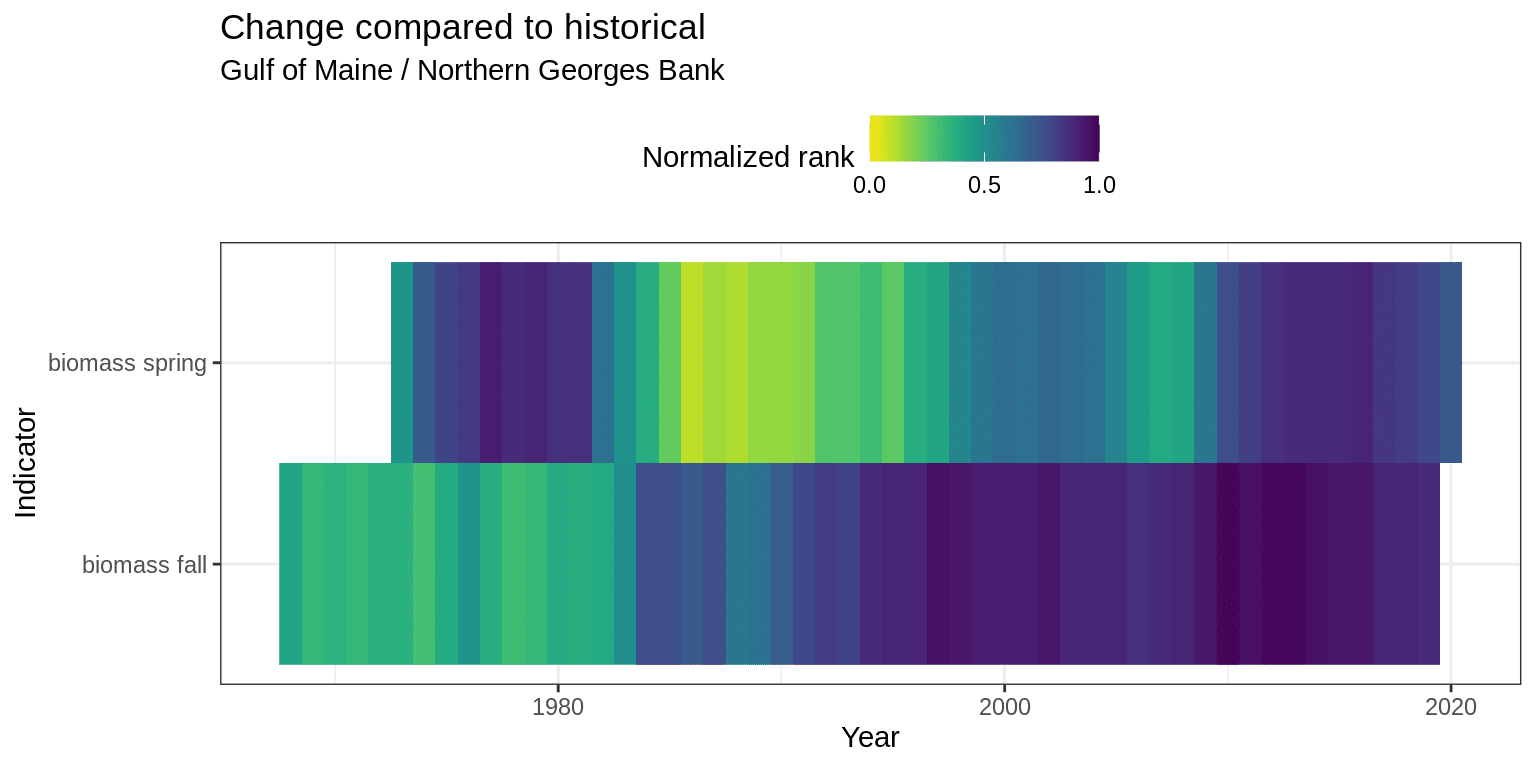 Change compared to historical
Gulf of Maine / Northern Georges Bank
Normalized rank
0.0 0.5 1.0
Indicator
biomass spring
biomass fall
1980 2000 2020
Year